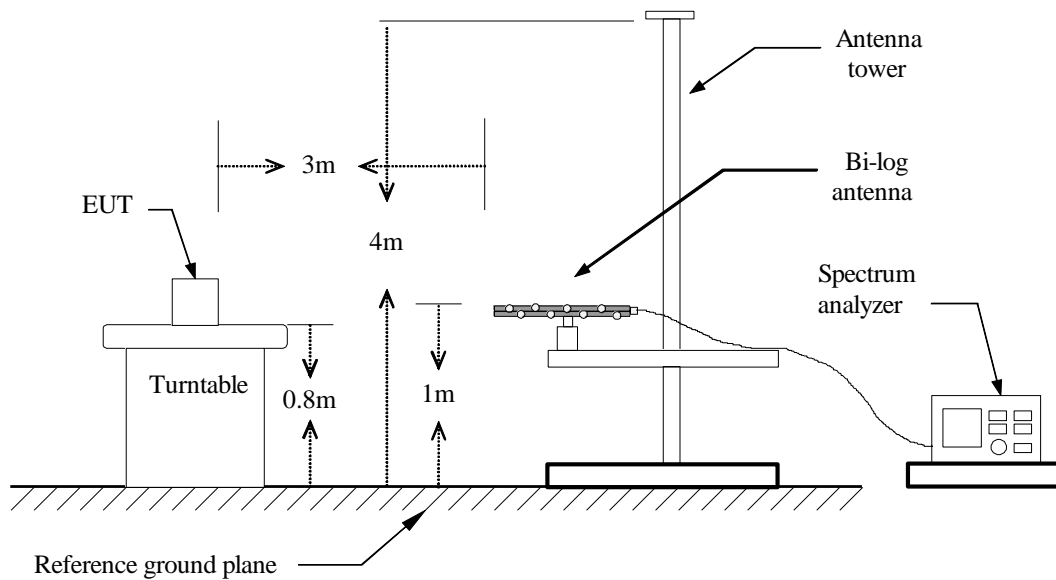 Antenna
tower
3m
Bi-log
antenna
EUT
4m
Spectrum
analyzer
Turntable
0.8m
1m
Reference ground plane